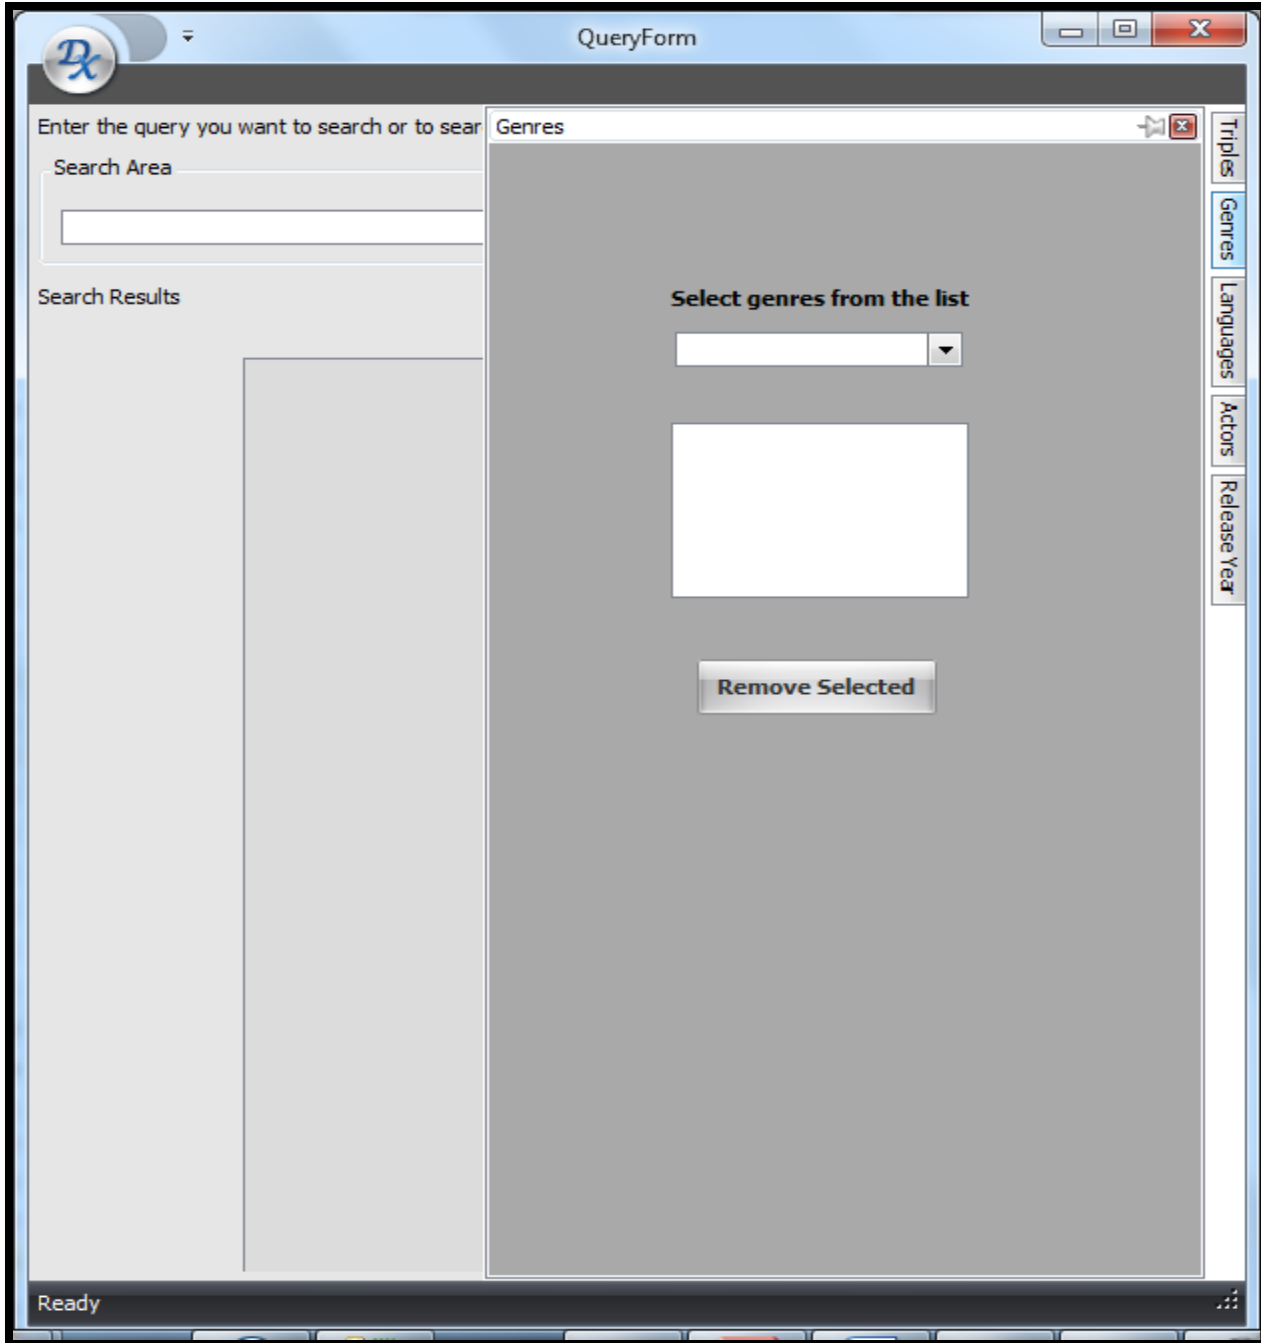 QueryForm
Dx
Enter the query you want to search or to sear
Search Area
Search Results
Genres
Select genres from the list
Remove Selected
Triples
Genres
Languages
Actors
Release Year
Ready